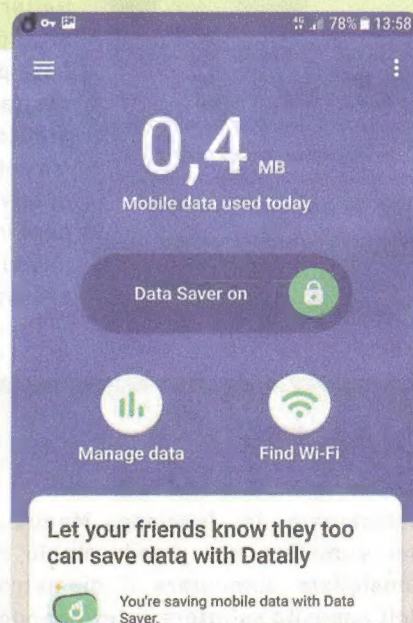 4G 78% 13:58
0,4 MB
Mobile data used today
Data Saver on
Manage data Find Wi-Fi
Let your friends know they too
can save data with Datally
You're saving mobile data with Data
Saver.